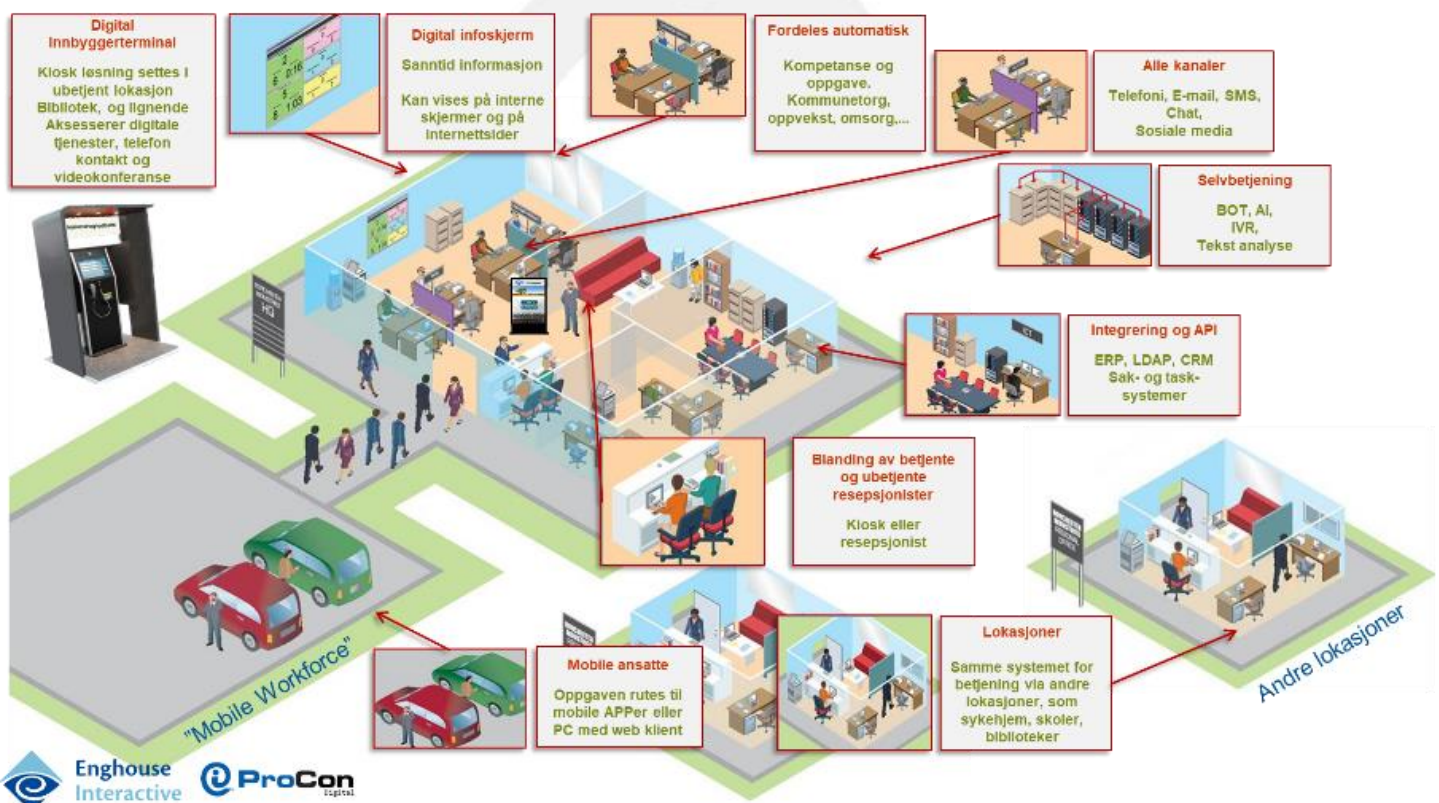 Digital
Innbyggerterminal
Kiosk løsning settes i
ubetjent lokasjon
Bibliotek, og lignende
Aksesserer digitale
tjenester, telefon
kontakt og
videokonferanse
Digital infoskjerm
Sanntid informasjon
Kan vises på interne
skjermer og på
internettsider
Fordeles automatisk
Kompetanse og
oppgave.
Kommunetorg,
oppvekst, omsorg,...
Alle kanaler
Telefoni, E-mail, SMS,
Chat,
Sosiale media
Selvbetjening
BOT, AI,
IVR,
Tekst analyse
ICT
Integrering og API
ERP, LDAP, CRM
Sak- og task-
systemer
HQ
Blanding av betjente
og ubetjente
resepsjonister
Kiosk eller
resepsjonist
Mobile ansatte
Oppgaven rutes til
mobile APPer eller
PC med web klient
Lokasjoner
Samme systemet for
betjening via andre
lokasjoner, som
sykehjem, skoler,
biblioteker
"Mobile Workforce"
Andre lokasjoner
Enghouse
Interactive
ProCon
Digital